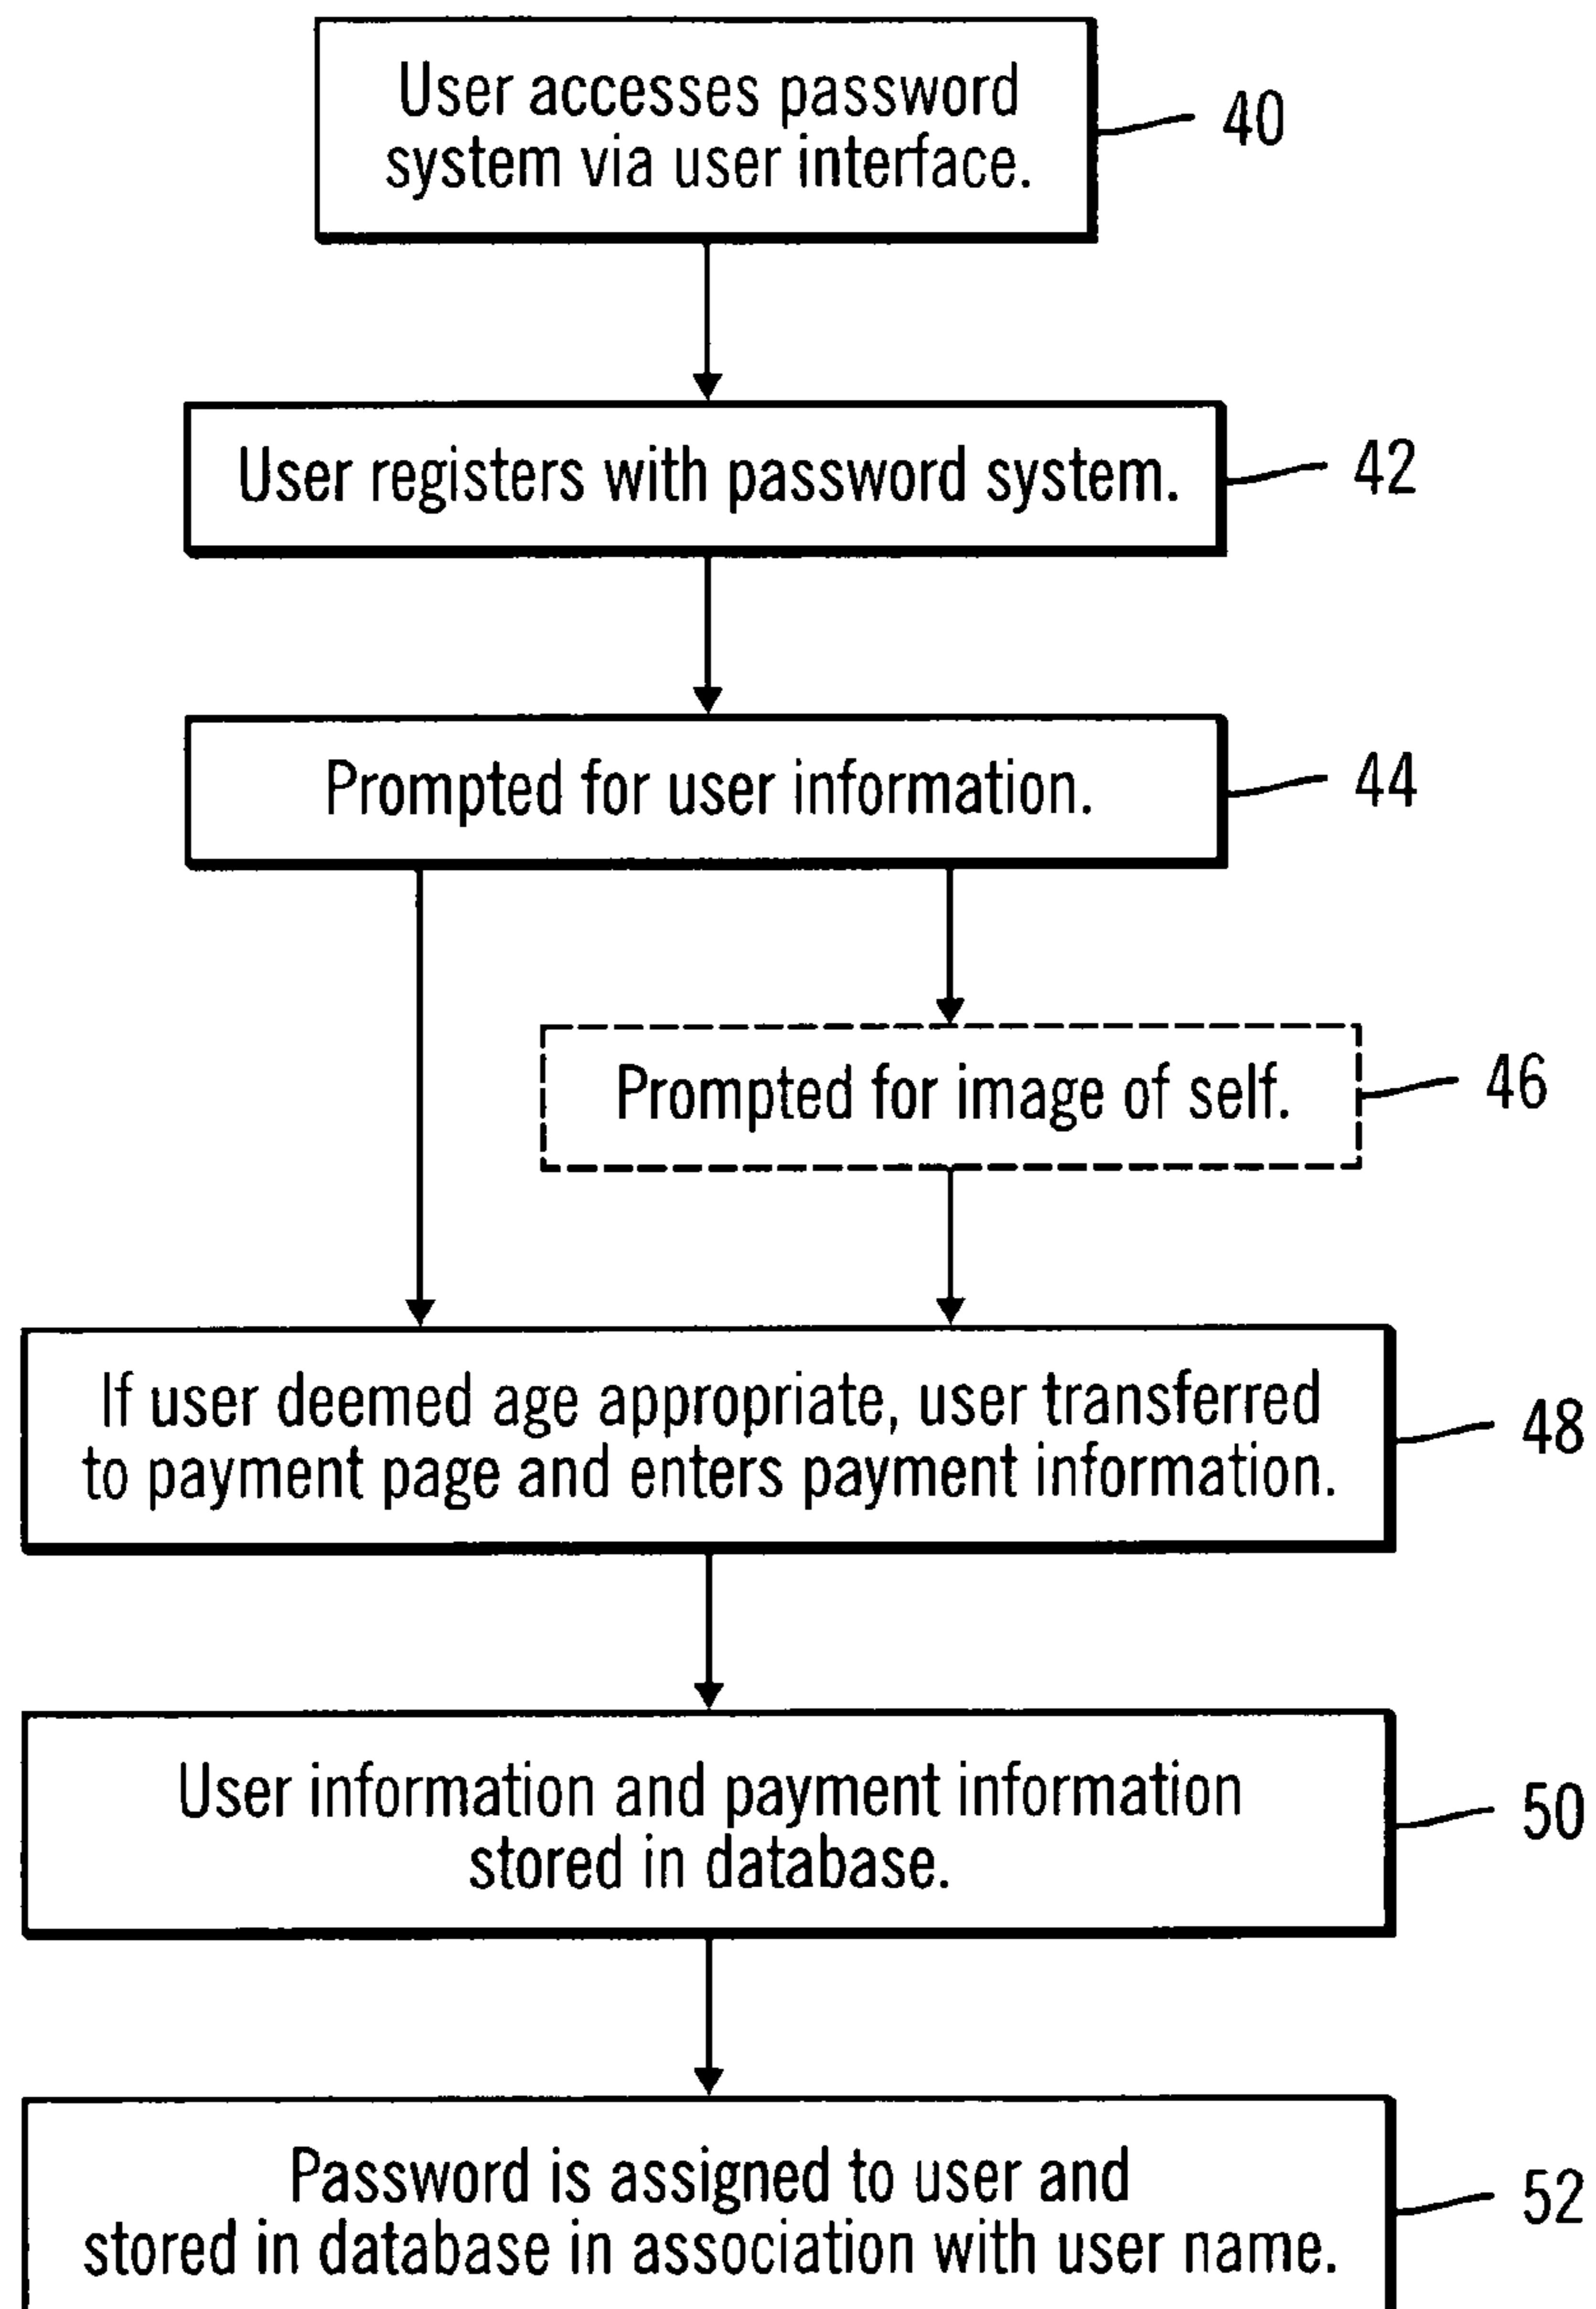 User accesses password
system via user interface.
40
User registers with password system.
42
Prompted for user information.
44
Prompted for image of self.
46
If user deemed age appropriate, user transferred
to payment page and enters payment information.
48
User information and payment information
stored in database.
50
Password is assigned to user and
stored in database in association with user name.
52